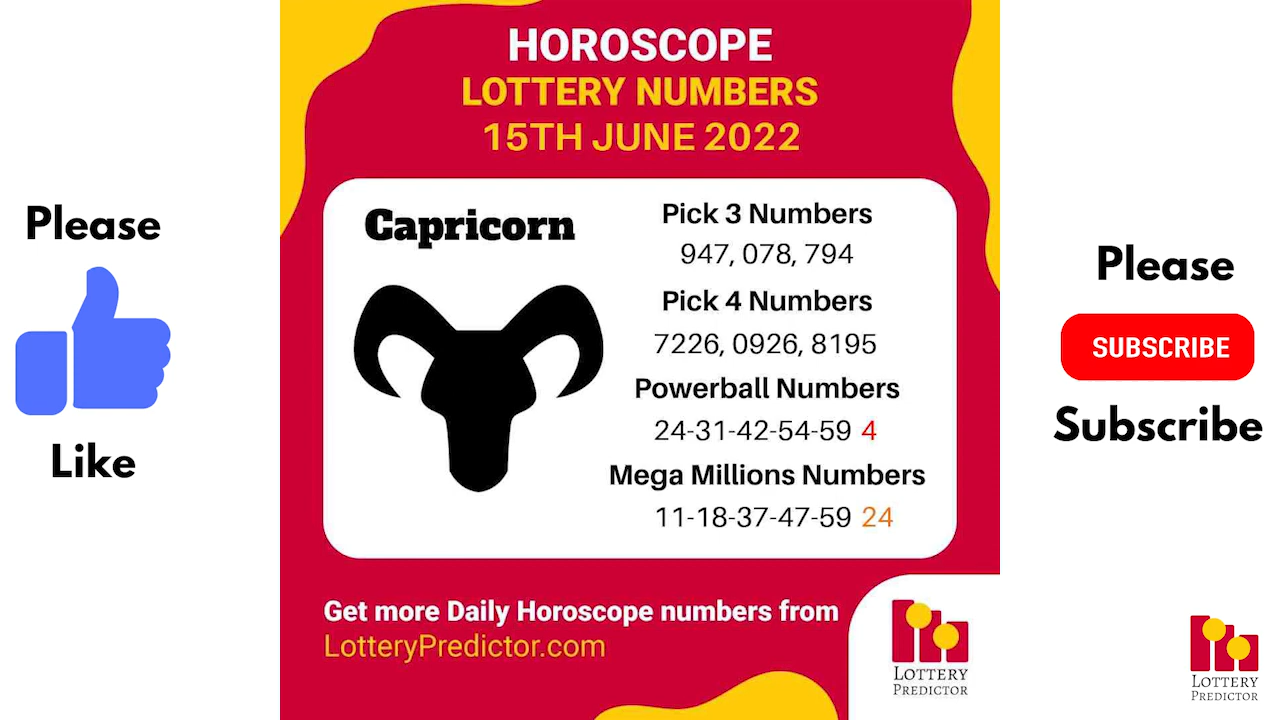 HOROSCOPE
LOTTERY NUMBERS
15TH JUNE 2022
Capricorn
Pick 3 Numbers
947, 078, 794
Pick 4 Numbers
7226, 0926, 8195
Powerball Numbers
24-31-42-54-59 4
Mega Millions Numbers
11-18-37-47-59 24
Get more Daily Horoscope numbers from
LotteryPredictor.com
LOTTERY
PREDICTOR
Please
Like
Please
SUBSCRIBE
Subscribe
LOTTERY
PREDICTOR